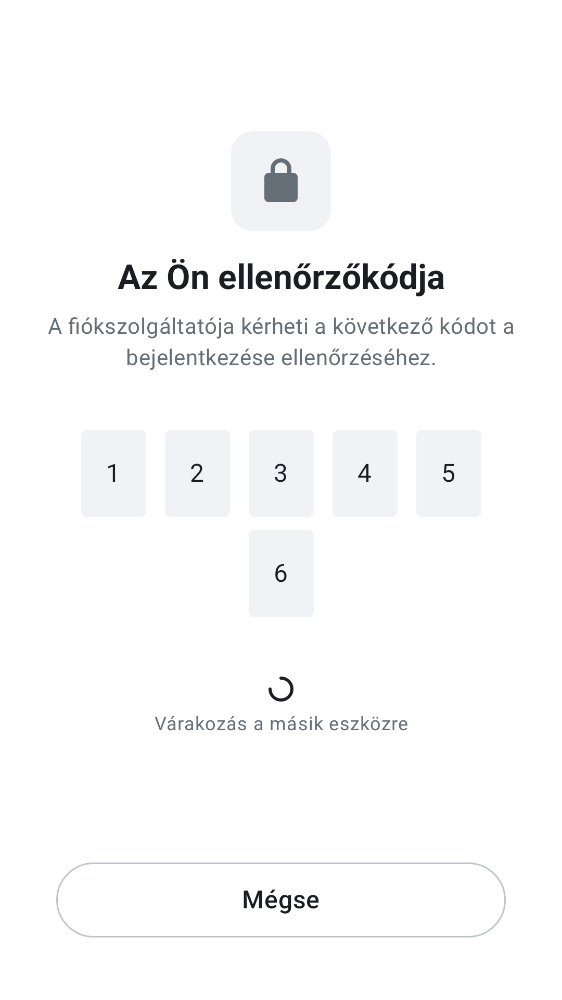 Az Ön ellenőrzőkódja
A fiókszolgáltatója kérheti a következő kódot a
bejelentkezése ellenőrzéséhez.
1 2 3 4 5
6
Várakozás a másik eszközre
Mégse